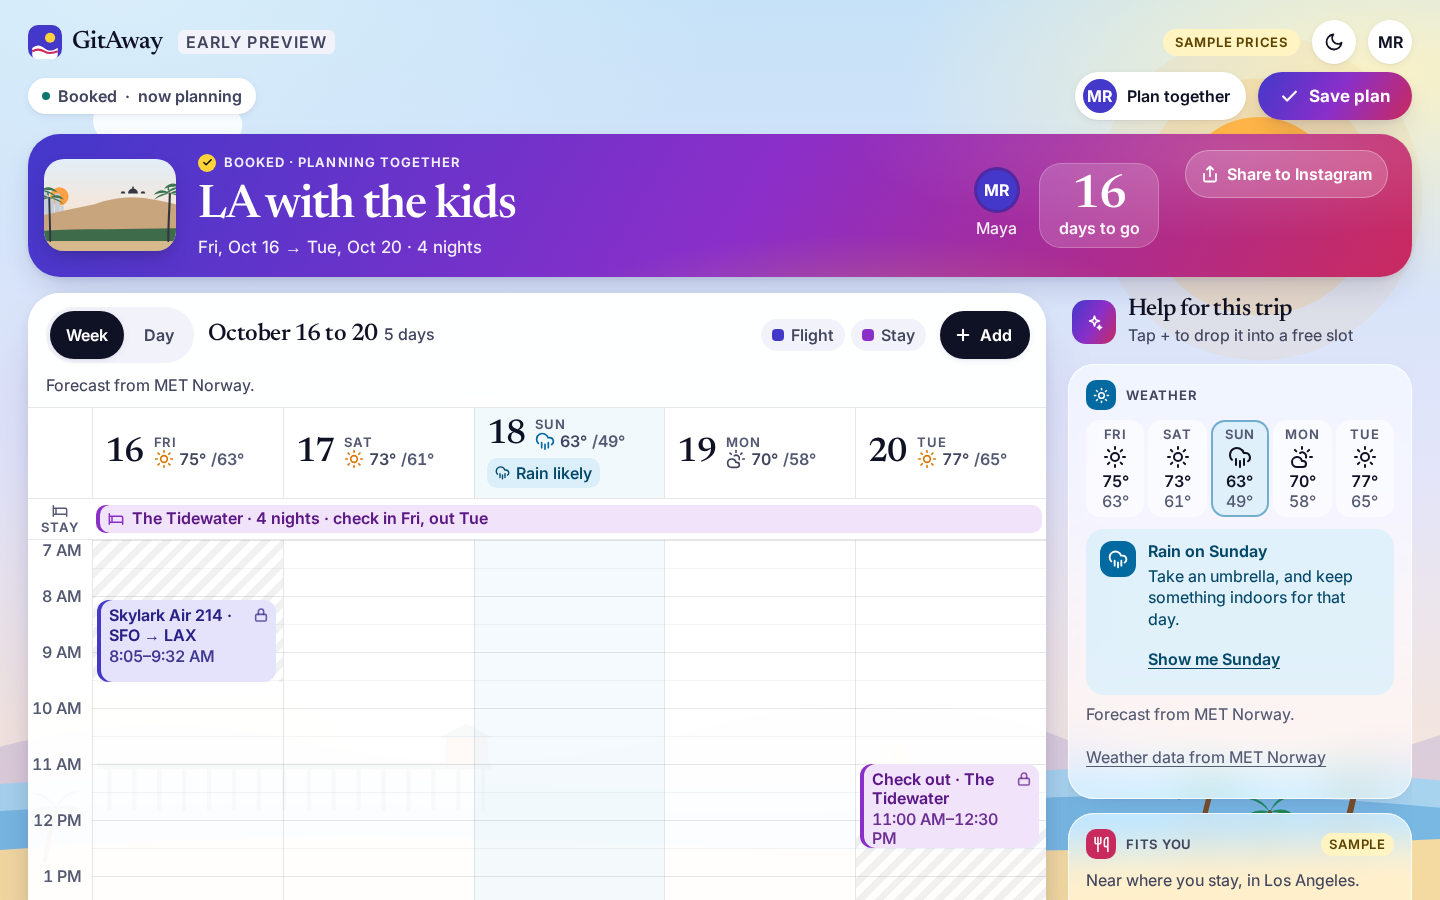 GitAway EARLY PREVIEW
SAMPLE PRICES
MR
Booked · now planning
MR Plan together
Save plan
BOOKED · PLANNING TOGETHER
LA with the kids
Fri, Oct 16 → Tue, Oct 20 · 4 nights
MR
Maya
16
days to go
Share to Instagram
Week Day October 16 to 20 5 days
Flight Stay + Add
Forecast from MET Norway.
16 FRI 75° /63°
17 SAT 73° /61°
18 SUN 63° /49°
Rain likely
19 MON 70° /58°
20 TUE 77° /65°
STAY
The Tidewater · 4 nights · check in Fri, out Tue
7 AM
8 AM
Skylark Air 214 ·
SFO → LAX
8:05–9:32 AM
9 AM
10 AM
11 AM
Check out · The
Tidewater
11:00 AM–12:30
PM
12 PM
1 PM
Help for this trip
Tap + to drop it into a free slot
WEATHER
FRI SAT SUN MON TUE
75° 73° 63° 70° 77°
63° 61° 49° 58° 65°
Rain on Sunday
Take an umbrella, and keep
something indoors for that
day.
Show me Sunday
Forecast from MET Norway.
Weather data from MET Norway
FITS YOU SAMPLE
Near where you stay, in Los Angeles.